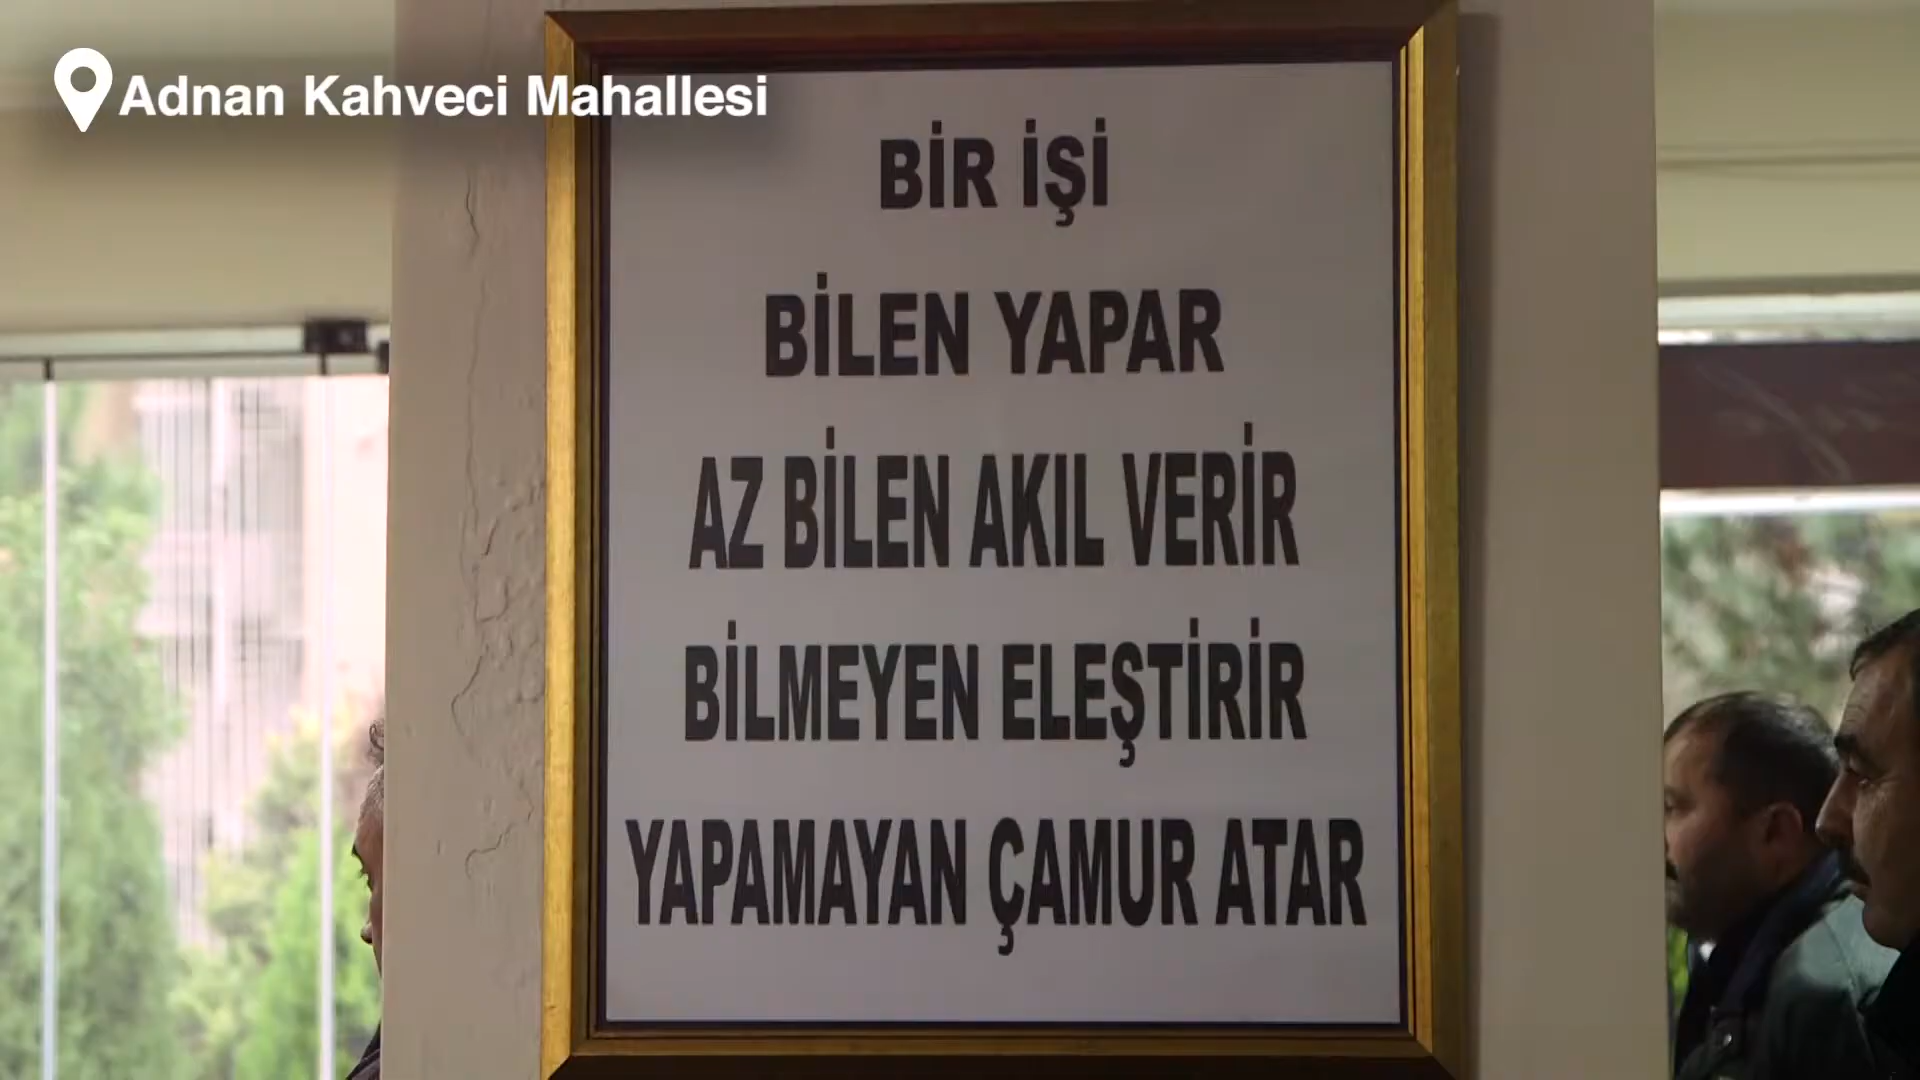 Adnan Kahveci Mahallesi
BİR İŞİ
BİLEN YAPAR
AZ BİLEN AKIL VERİR
BİLMEYEN ELEŞTİRİR
YAPAMAYAN ÇAMUR ATAR